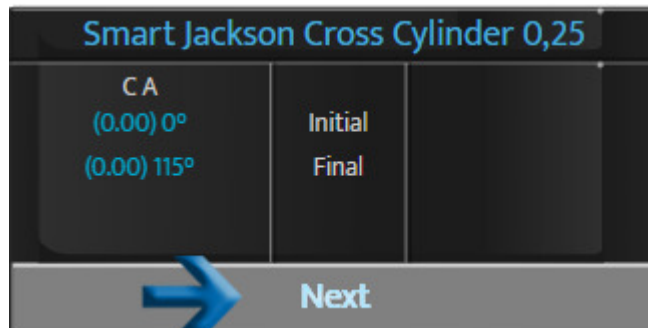 Smart Jackson Cross Cylinder 0,25
C A
(0.00) 0º Initial
(0.00) 115º Final
Next